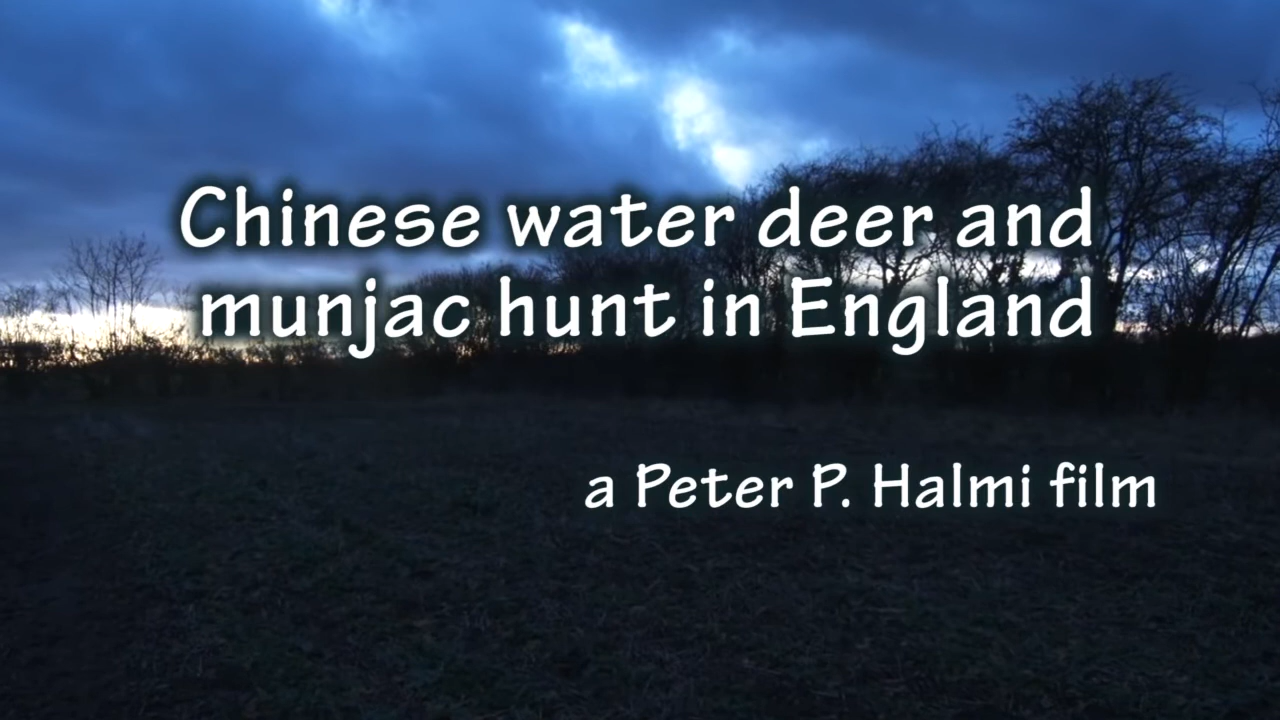 Chinese water deer and
munjac hunt in England
a Peter P. Halmi film